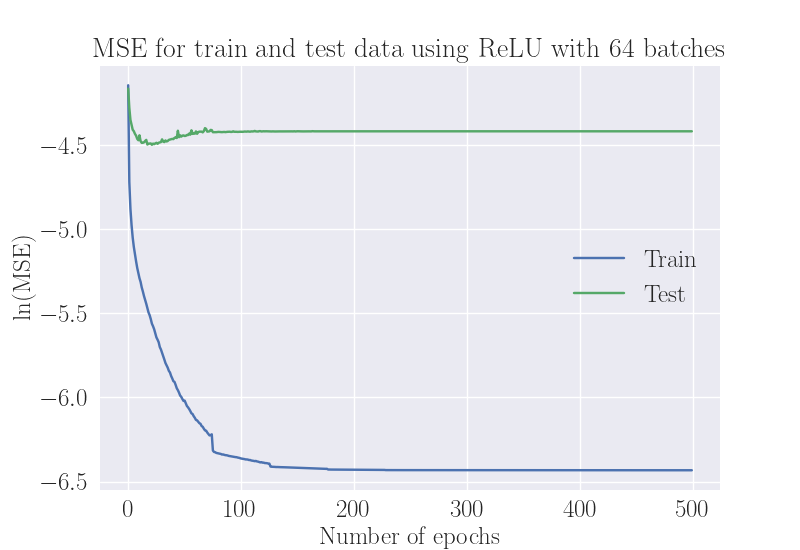 MSE for train and test data using ReLU with 64 batches
ln(MSE)
−4.5
−5.0
−5.5
−6.0
−6.5
Train
Test
0
100
200
300
400
500
Number of epochs